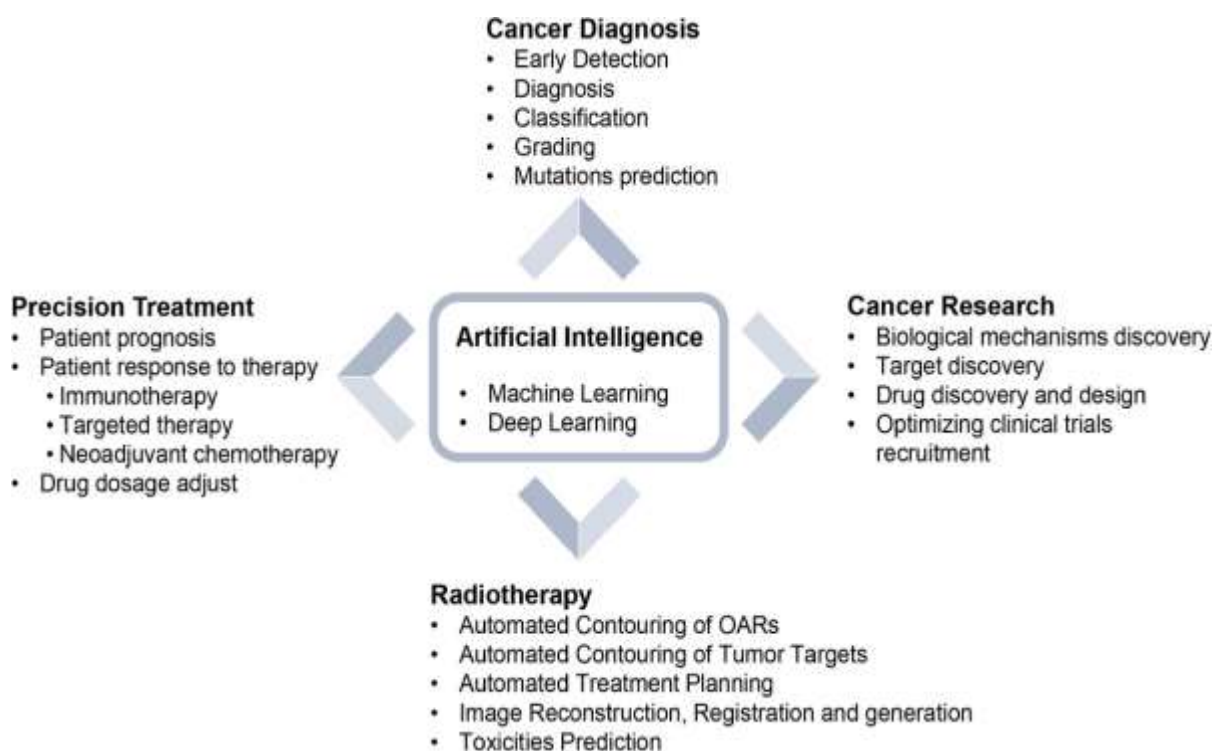 Cancer Diagnosis
• Early Detection
• Diagnosis
• Classification
• Grading
• Mutations prediction
Precision Treatment
• Patient prognosis
• Patient response to therapy
• Immunotherapy
• Targeted therapy
• Neoadjuvant chemotherapy
• Drug dosage adjust
Artificial Intelligence
• Machine Learning
• Deep Learning
Cancer Research
• Biological mechanisms discovery
• Target discovery
• Drug discovery and design
• Optimizing clinical trials
recruitment
Radiotherapy
• Automated Contouring of OARs
• Automated Contouring of Tumor Targets
• Automated Treatment Planning
• Image Reconstruction, Registration and generation
• Toxicities Prediction